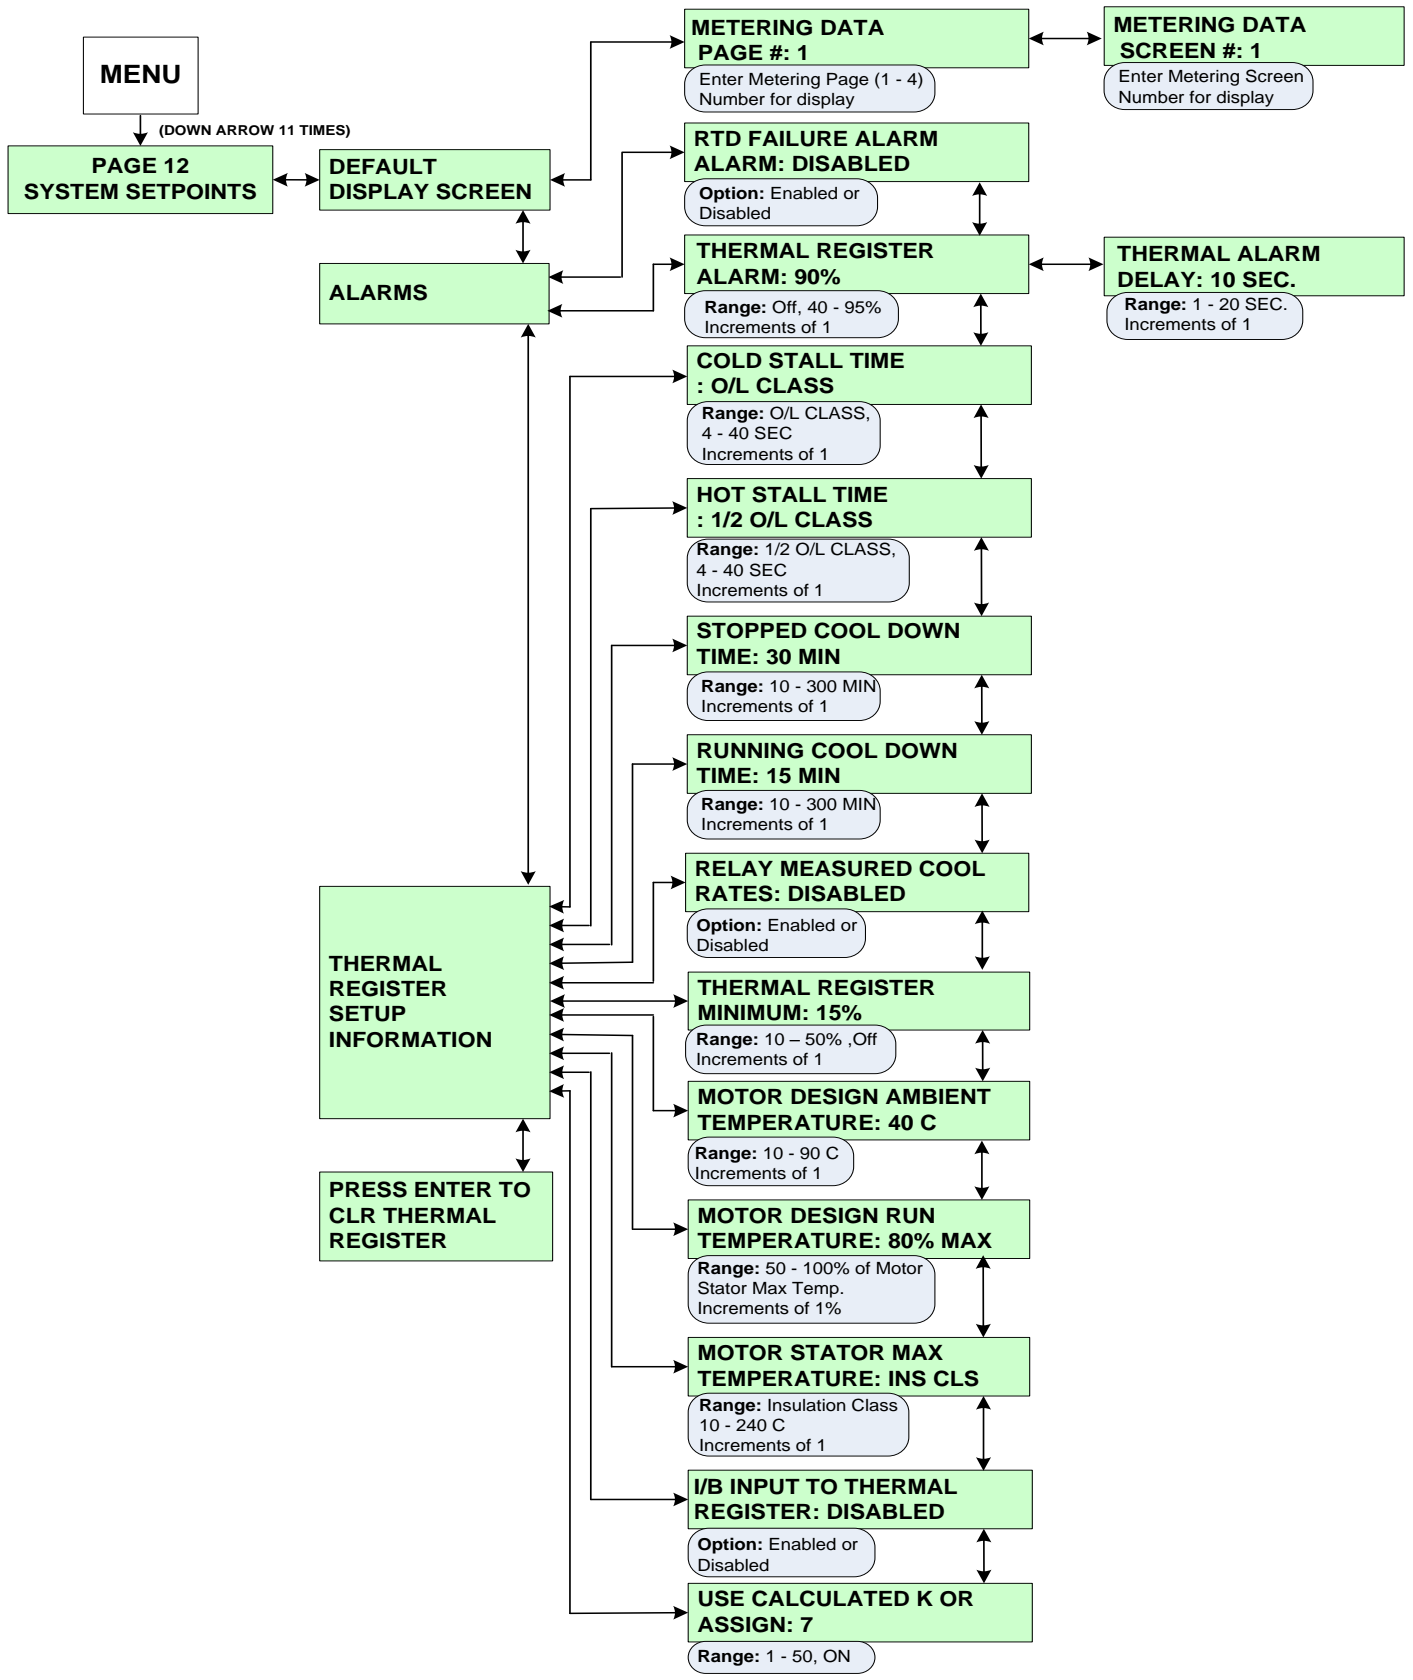 MENU
(DOWN ARROW 11 TIMES)
PAGE 12
SYSTEM SETPOINTS
DEFAULT
DISPLAY SCREEN
METERING DATA
PAGE #: 1
Enter Metering Page (1 - 4)
Number for display
METERING DATA
SCREEN #: 1
Enter Metering Screen
Number for display
ALARMS
RTD FAILURE ALARM
ALARM: DISABLED
Option: Enabled or
Disabled
THERMAL REGISTER
ALARM: 90%
Range: Off, 40 - 95%
Increments of 1
THERMAL ALARM
DELAY: 10 SEC.
Range: 1 - 20 SEC.
Increments of 1
THERMAL
REGISTER
SETUP
INFORMATION
COLD STALL TIME
: O/L CLASS
Range: O/L CLASS,
4 - 40 SEC
Increments of 1
HOT STALL TIME
: 1/2 O/L CLASS
Range: 1/2 O/L CLASS,
4 - 40 SEC
Increments of 1
STOPPED COOL DOWN
TIME: 30 MIN
Range: 10 - 300 MIN
Increments of 1
RUNNING COOL DOWN
TIME: 15 MIN
Range: 10 - 300 MIN
Increments of 1
RELAY MEASURED COOL
RATES: DISABLED
Option: Enabled or
Disabled
THERMAL REGISTER
MINIMUM: 15%
Range: 10 – 50% ,Off
Increments of 1
MOTOR DESIGN AMBIENT
TEMPERATURE: 40 C
Range: 10 - 90 C
Increments of 1
MOTOR DESIGN RUN
TEMPERATURE: 80% MAX
Range: 50 - 100% of Motor
Stator Max Temp.
Increments of 1%
MOTOR STATOR MAX
TEMPERATURE: INS CLS
Range: Insulation Class
10 - 240 C
Increments of 1
I/B INPUT TO THERMAL
REGISTER: DISABLED
Option: Enabled or
Disabled
USE CALCULATED K OR
ASSIGN: 7
Range: 1 - 50, ON
PRESS ENTER TO
CLR THERMAL
REGISTER